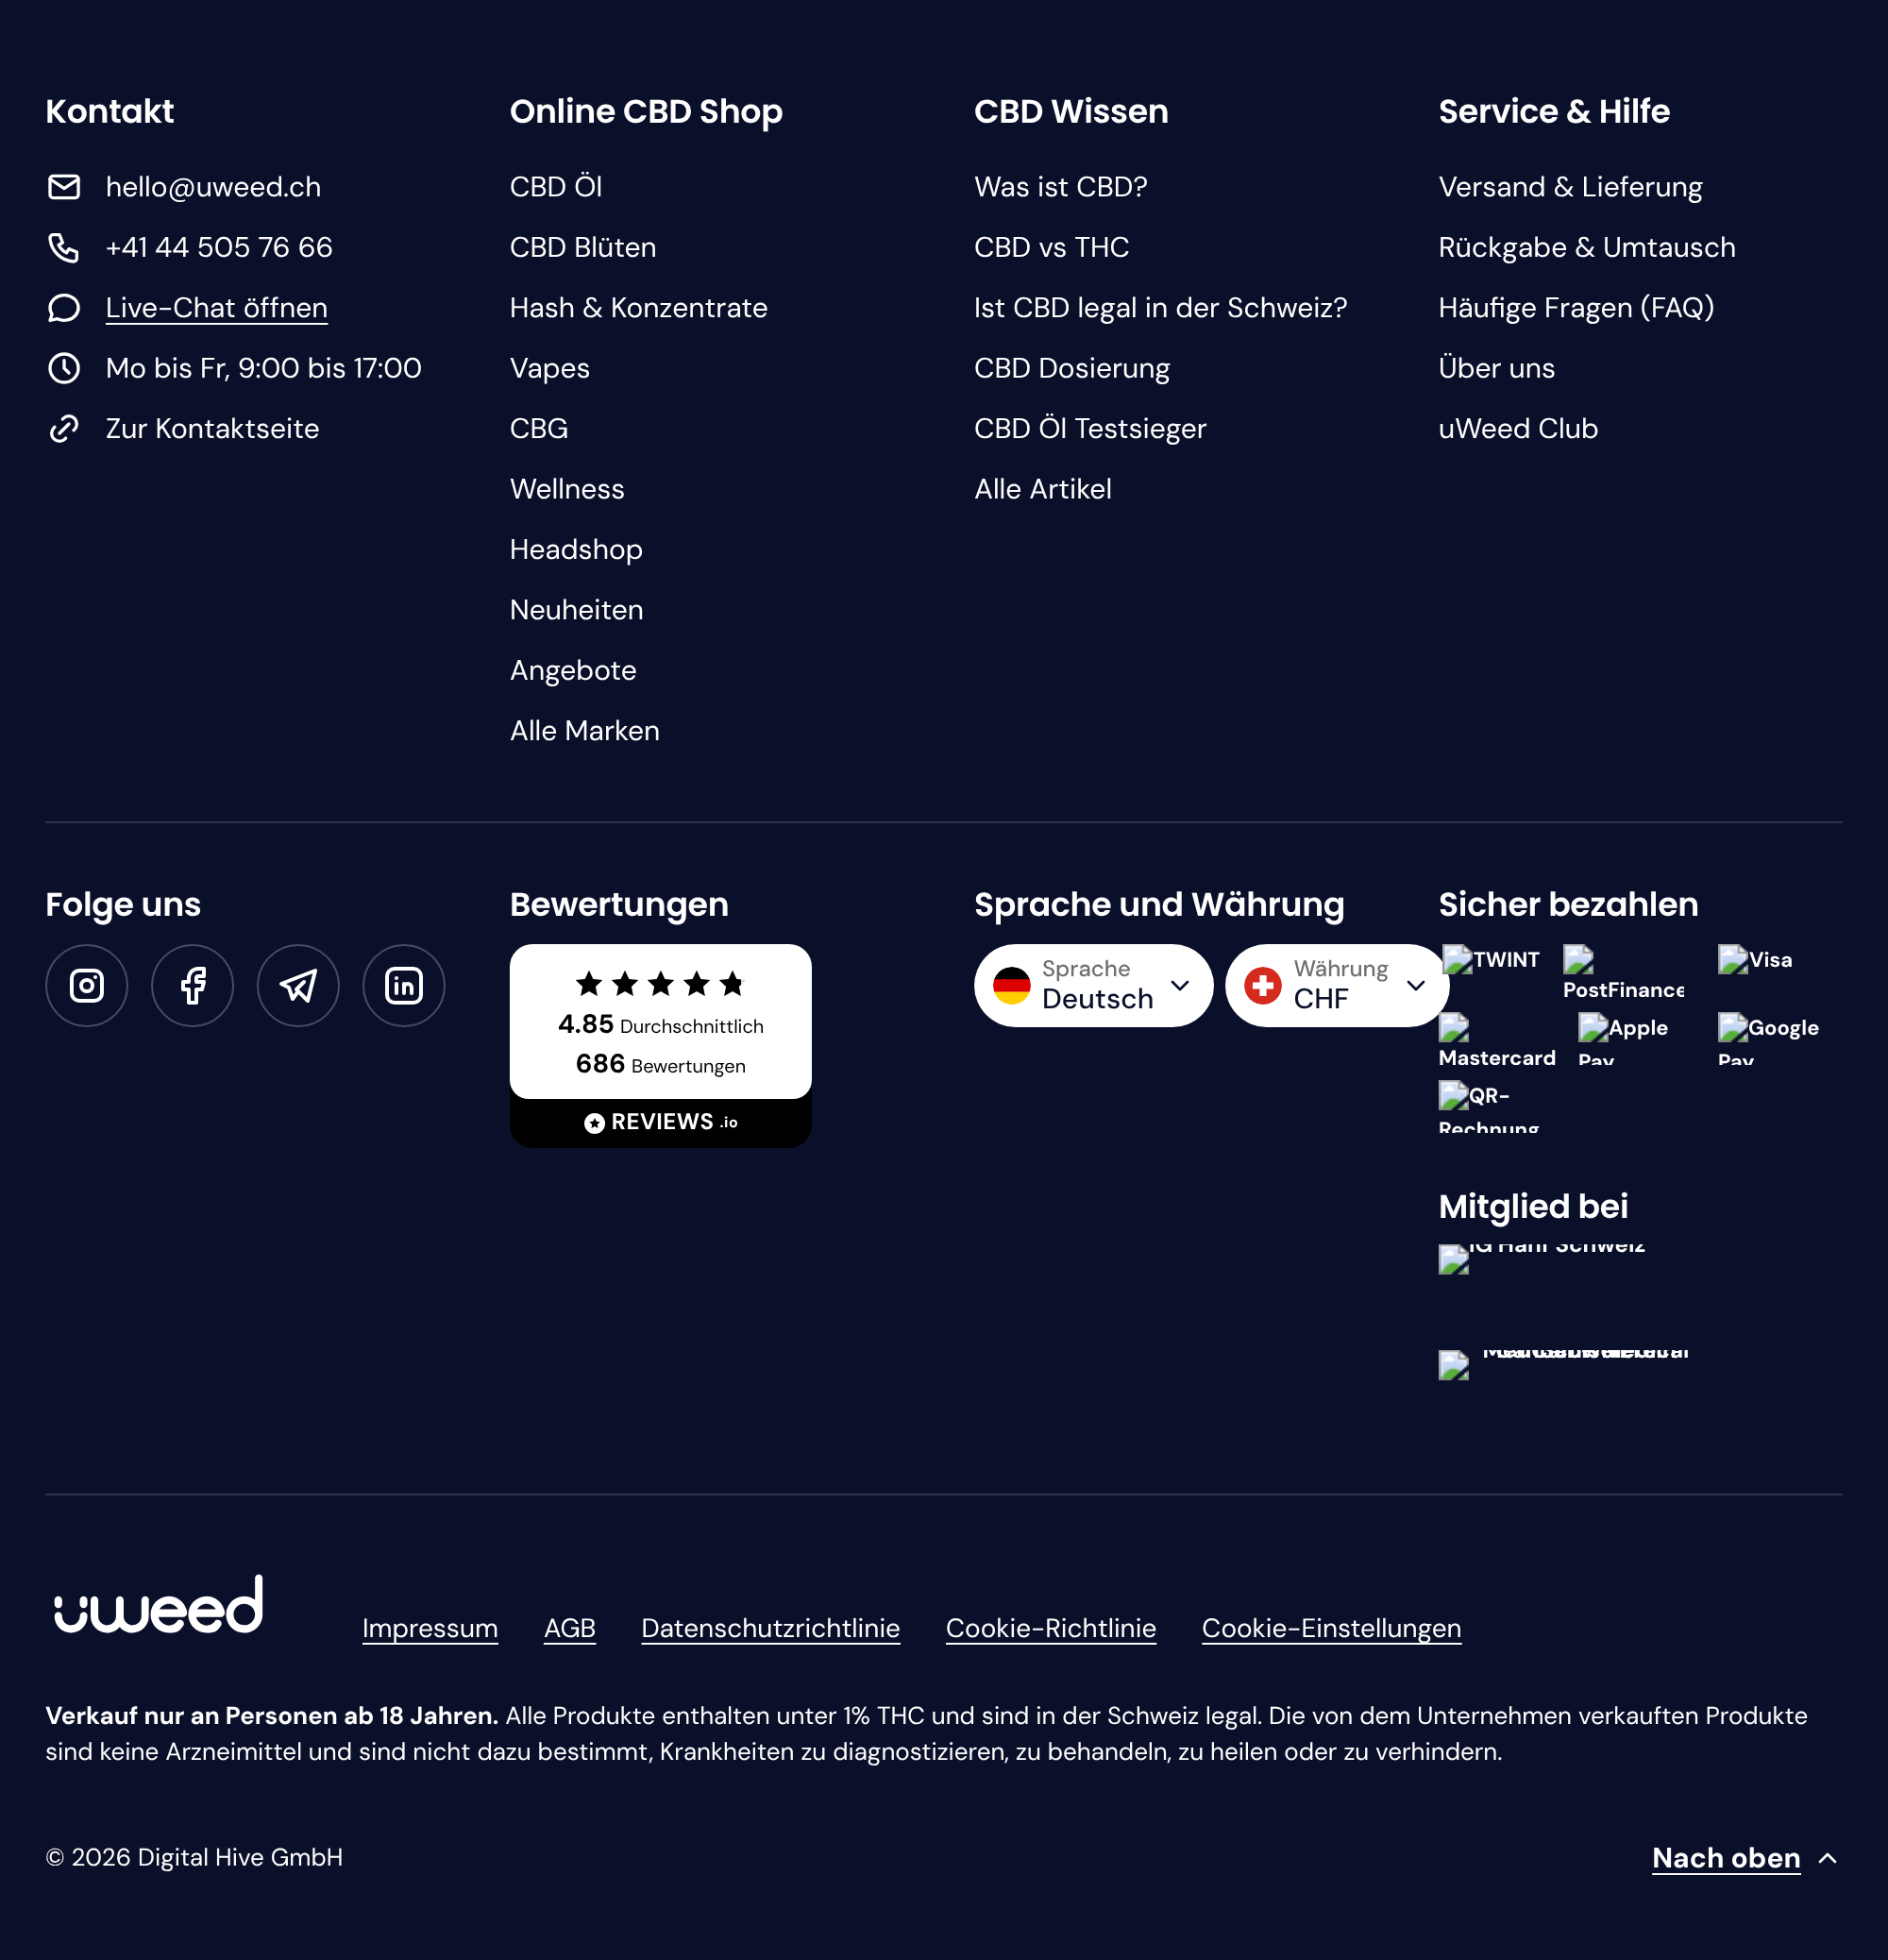 Kontakt
hello@uweed.ch
+41 44 505 76 66
Live-Chat öffnen
Mo bis Fr, 9:00 bis 17:00
Zur Kontaktseite
Online CBD Shop
CBD Öl
CBD Blüten
Hash & Konzentrate
Vapes
CBG
Wellness
Headshop
Neuheiten
Angebote
Alle Marken
CBD Wissen
Was ist CBD?
CBD vs THC
Ist CBD legal in der Schweiz?
CBD Dosierung
CBD Öl Testsieger
Alle Artikel
Service & Hilfe
Versand & Lieferung
Rückgabe & Umtausch
Häufige Fragen (FAQ)
Über uns
uWeed Club
Folge uns
Bewertungen
4.85 Durchschnittlich
686 Bewertungen
REVIEWS .io
Sprache und Währung
Sprache
Deutsch
Währung
CHF
Sicher bezahlen
TWINT
PostFinance
Visa
Mastercard
Apple
Pay
Google
Pay
QR-
Rechnung
Mitglied bei
IG Hanf Schweiz
uweed
Impressum
AGB
Datenschutzrichtlinie
Cookie-Richtlinie
Cookie-Einstellungen
Verkauf nur an Personen ab 18 Jahren. Alle Produkte enthalten unter 1% THC und sind in der Schweiz legal. Die von dem Unternehmen verkauften Produkte
sind keine Arzneimittel und sind nicht dazu bestimmt, Krankheiten zu diagnostizieren, zu behandeln, zu heilen oder zu verhindern.
© 2026 Digital Hive GmbH
Nach oben